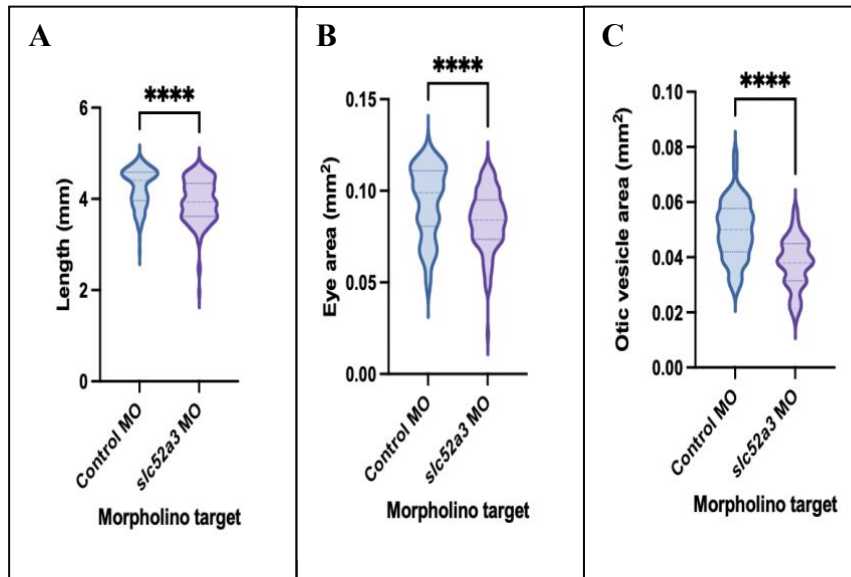 A
****
Length (mm)
6
4
2
0
Control MO
slc52a3 MO
Morpholino target
B
****
Eye area (mm²)
0.15
0.10
0.05
0.00
Control MO
slc52a3 MO
Morpholino target
C
****
Otic vesicle area (mm²)
0.10
0.08
0.06
0.04
0.02
0.00
Control MO
slc52a3 MO
Morpholino target